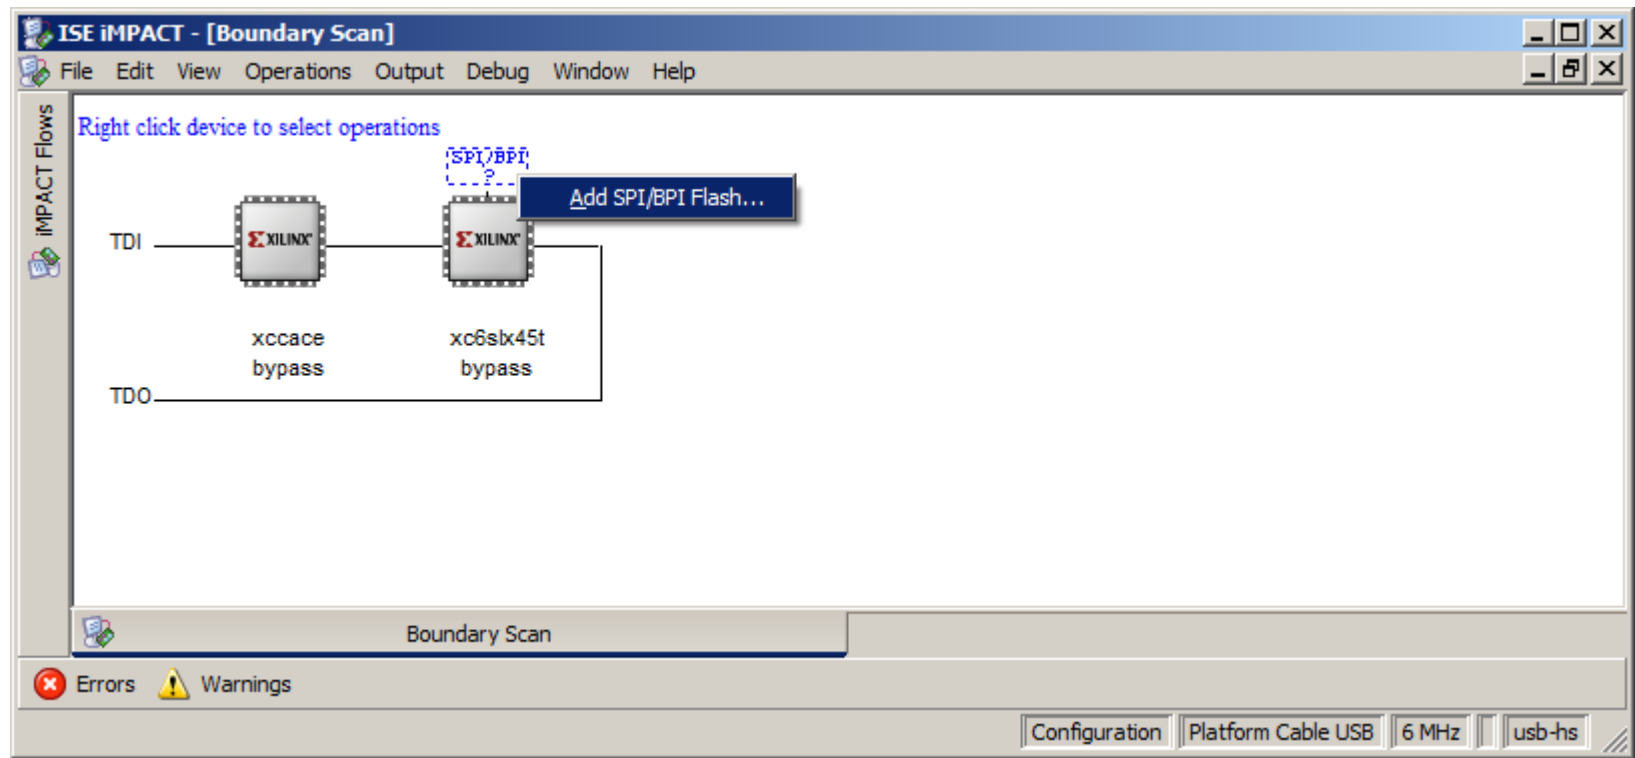 ISE iMPACT - [Boundary Scan]
File Edit View Operations Output Debug Window Help
iMPACT Flows
Right click device to select operations
SPI/BPI
?
Add SPI/BPI Flash...
TDI
XILINX
XILINX
xccace
bypass
xc6slx45t
bypass
TDO
Boundary Scan
Errors Warnings
Configuration Platform Cable USB 6 MHz usb-hs